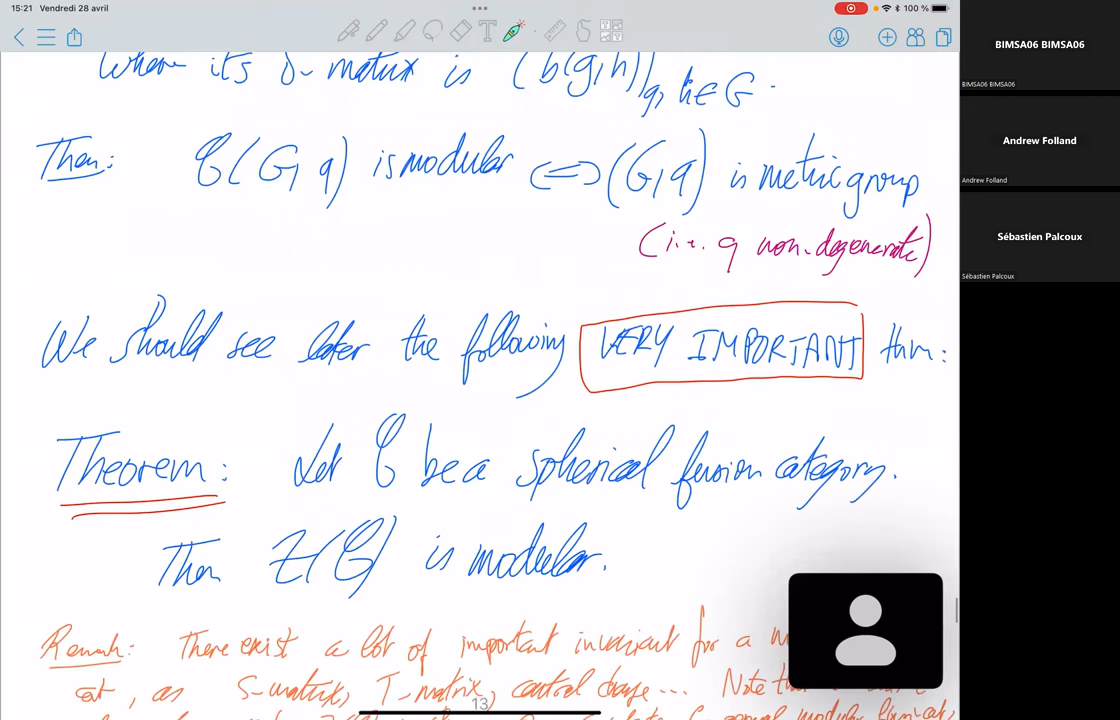 15:21 Vendredi 28 avril
100 %
Where its S-matrix is (b(g,h))g,h∈G.
Then: C(G, q) is modular ⟺ (G, q) is metric group
(i.e. q non-degenerate)
We should see later the following VERY IMPORTANT thm:
Theorem: Let C be a spherical fusion category.
Then Z(C) is modular.
Remark: There exist a lot of important invariant for a
cat, as S-matrix, T-matrix, central charge... Note
13
BIMSA06 BIMSA06
BIMSA06 BIMSA06
Andrew Folland
Andrew Folland
Sébastien Palcoux
Sébastien Palcoux